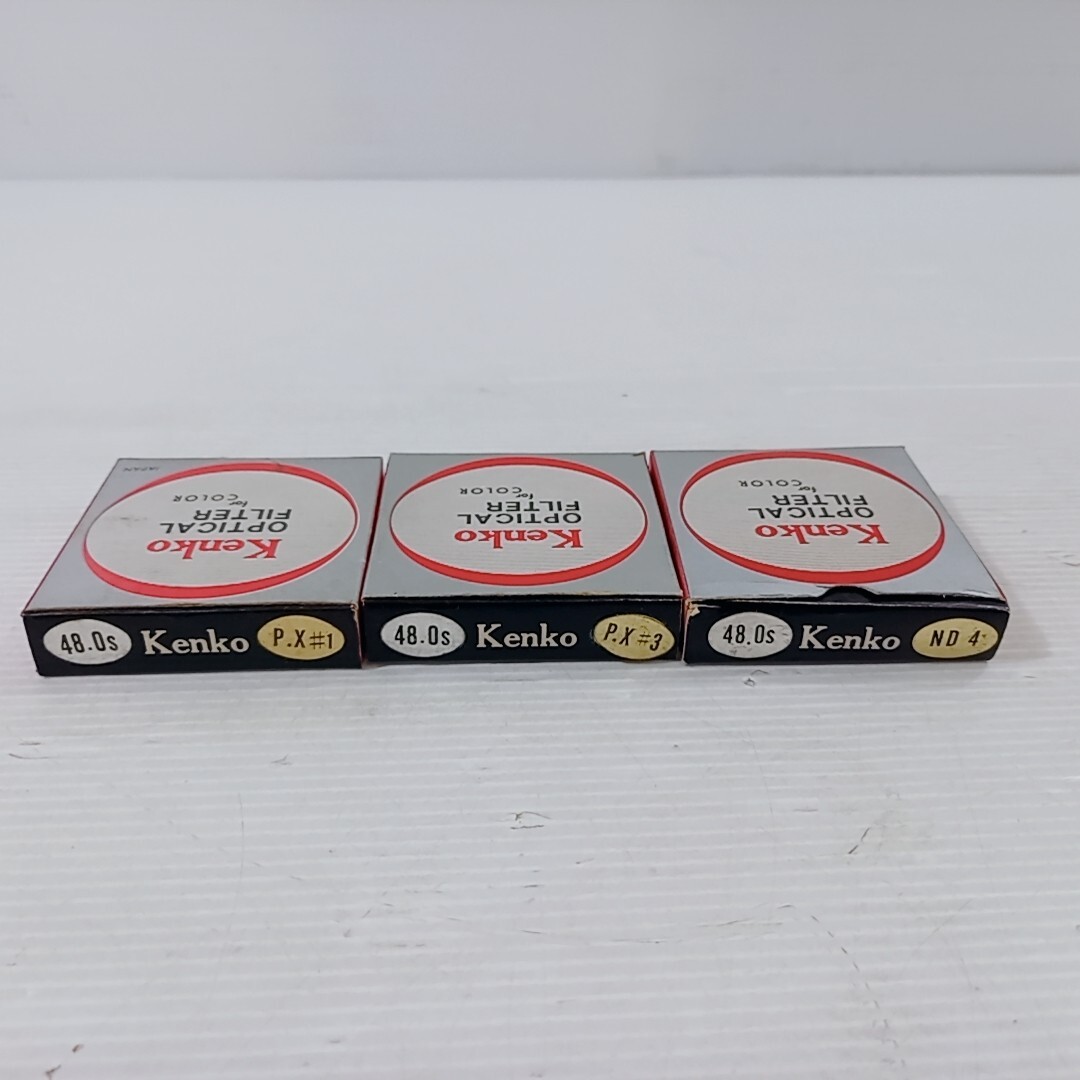 JAPAN
Kenko
OPTICAL
FILTER
for
COLOR
Kenko
OPTICAL
FILTER
for
COLOR
Kenko
OPTICAL
FILTER
for
COLOR
48.0s Kenko P.X#1
48.0s Kenko P.X#3
48.0s Kenko ND 4